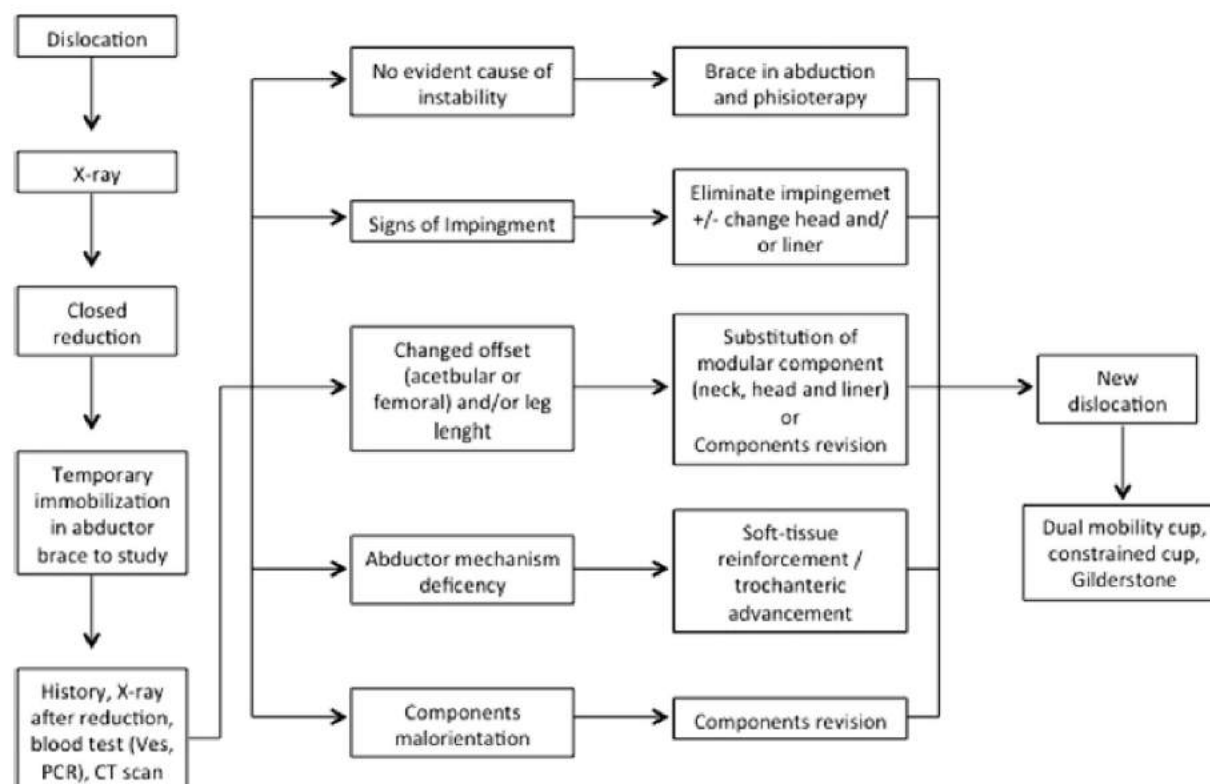 Dislocation
X-ray
Closed
reduction
Temporary
immobilization
in abductor
brace to study
History, X-ray
after reduction,
blood test (Ves,
PCR), CT scan
No evident cause of
instability
Brace in abduction
and phisioterapy
Signs of Impingment
Eliminate impingemet
+/- change head and/
or liner
Changed offset
(acetbular or
femoral) and/or leg
lenght
Substitution of
modular component
(neck, head and liner)
or
Components revision
Abductor mechanism
deficency
Soft-tissue
reinforcement /
trochanteric
advancement
Components
malorientation
Components revision
New
dislocation
Dual mobility cup,
constrained cup,
Gilderstone